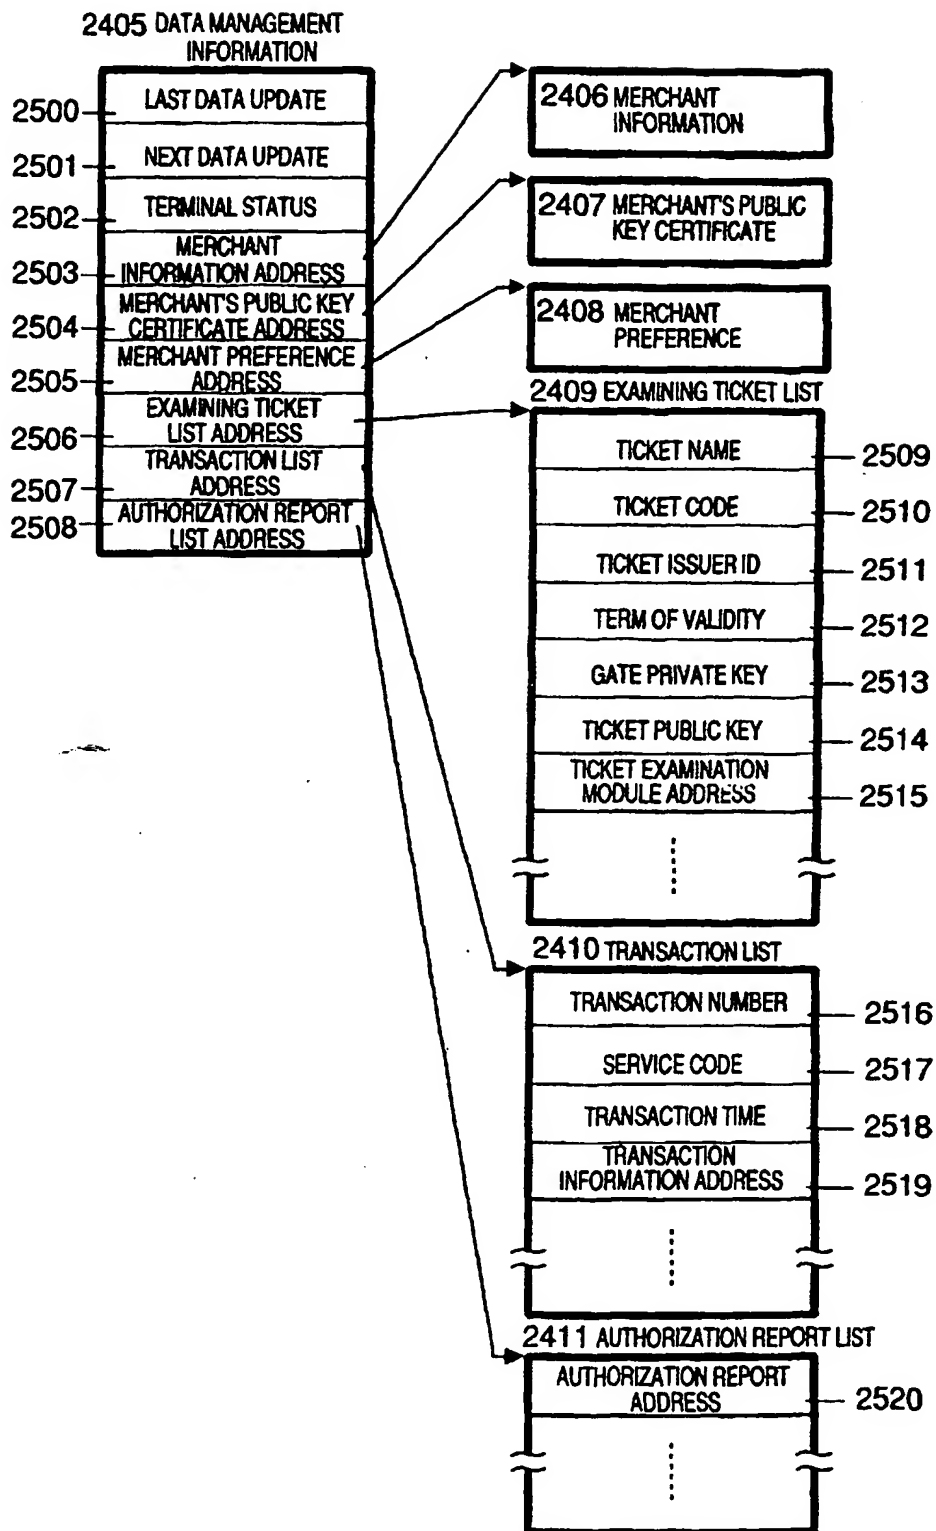 2405 DATA MANAGEMENT
INFORMATION
2500
LAST DATA UPDATE
2501
NEXT DATA UPDATE
2502
TERMINAL STATUS
2503
MERCHANT
INFORMATION ADDRESS
2504
MERCHANT'S PUBLIC KEY
CERTIFICATE ADDRESS
2505
MERCHANT PREFERENCE
ADDRESS
2506
EXAMINING TICKET
LIST ADDRESS
2507
TRANSACTION LIST
ADDRESS
2508
AUTHORIZATION REPORT
LIST ADDRESS
2406 MERCHANT
INFORMATION
2407 MERCHANT'S PUBLIC
KEY CERTIFICATE
2408 MERCHANT
PREFERENCE
2409 EXAMINING TICKET LIST
TICKET NAME
2509
TICKET CODE
2510
TICKET ISSUER ID
2511
TERM OF VALIDITY
2512
GATE PRIVATE KEY
2513
TICKET PUBLIC KEY
2514
TICKET EXAMINATION
MODULE ADDRESS
2515
2410 TRANSACTION LIST
TRANSACTION NUMBER
2516
SERVICE CODE
2517
TRANSACTION TIME
2518
TRANSACTION
INFORMATION ADDRESS
2519
2411 AUTHORIZATION REPORT LIST
AUTHORIZATION REPORT
ADDRESS
2520